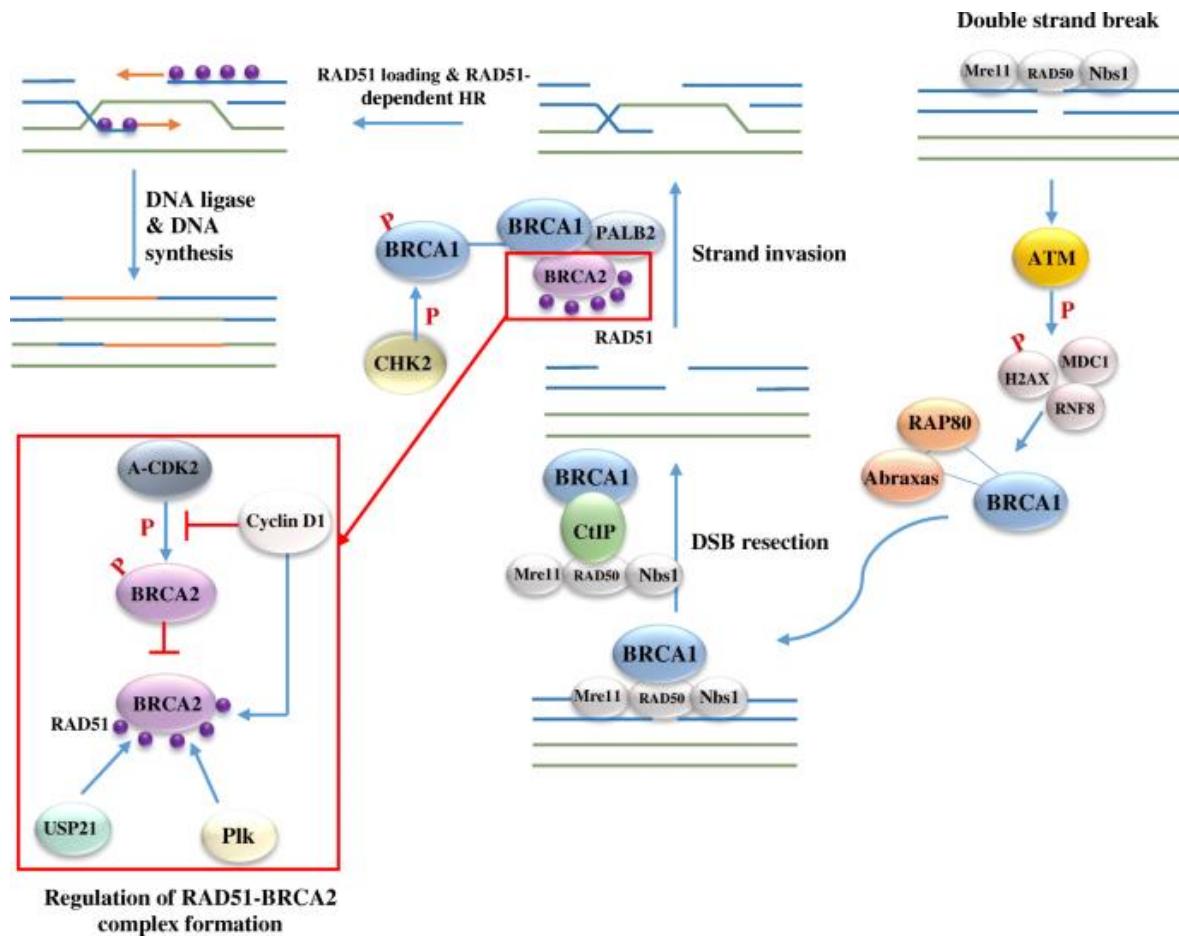 Double strand break
Mre11
RAD50
Nbs1
ATM
P
P
H2AX
MDC1
RNF8
RAP80
Abraxas
BRCA1
BRCA1
Mre11
RAD50
Nbs1
DSB resection
BRCA1
CtIP
Mre11
RAD50
Nbs1
Strand invasion
BRCA1
PALB2
BRCA2
RAD51
P
BRCA1
P
CHK2
RAD51 loading & RAD51-
dependent HR
DNA ligase
& DNA
synthesis
A-CDK2
P
Cyclin D1
P
BRCA2
BRCA2
RAD51
USP21
Plk
Regulation of RAD51-BRCA2
complex formation